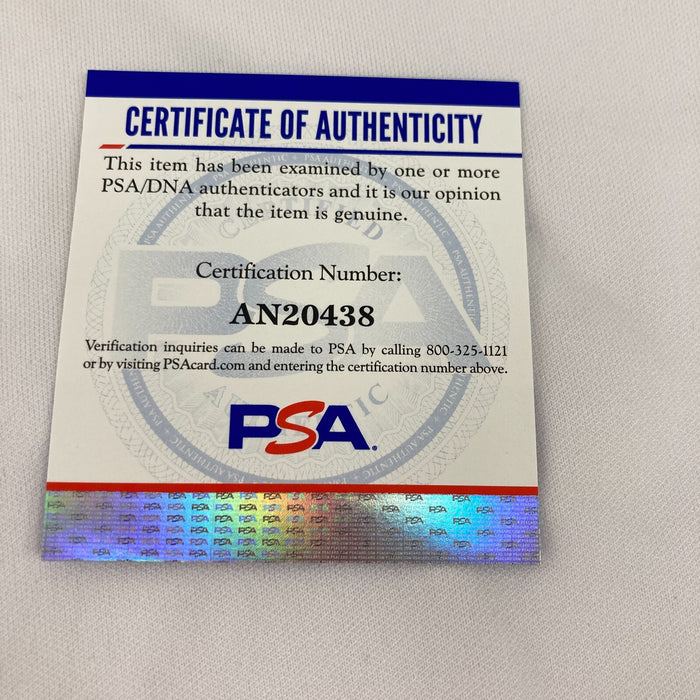 CERTIFICATE OF AUTHENTICITY
This item has been examined by one or more
PSA/DNA authenticators and it is our opinion
that the item is genuine.
CERTIFIED
PSA
Certification Number:
AN20438
Verification inquiries can be made to PSA by calling 800-325-1121
or by visiting PSAcard.com and entering the certification number above.
PSA